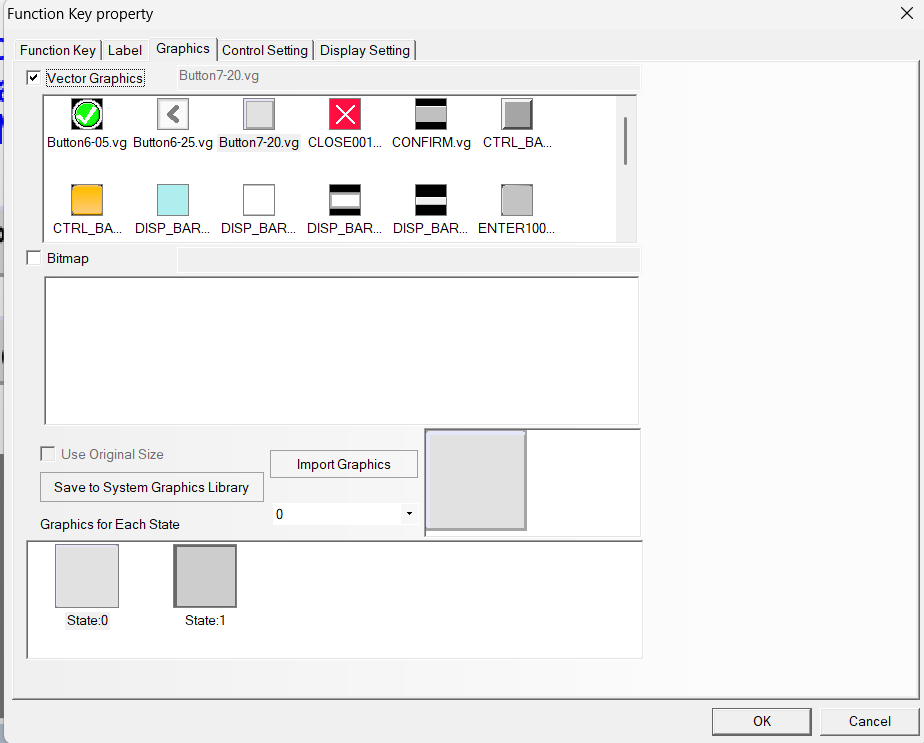 Function Key property
Function Key Label Graphics Control Setting Display Setting
Vector Graphics Button7-20.vg
Button6-05.vg Button6-25.vg Button7-20.vg CLOSE001... CONFIRM.vg CTRL_BA...
CTRL_BA... DISP_BAR... DISP_BAR... DISP_BAR... DISP_BAR... ENTER100...
Bitmap
Use Original Size
Import Graphics
Save to System Graphics Library
0
Graphics for Each State
State:0 State:1
OK Cancel